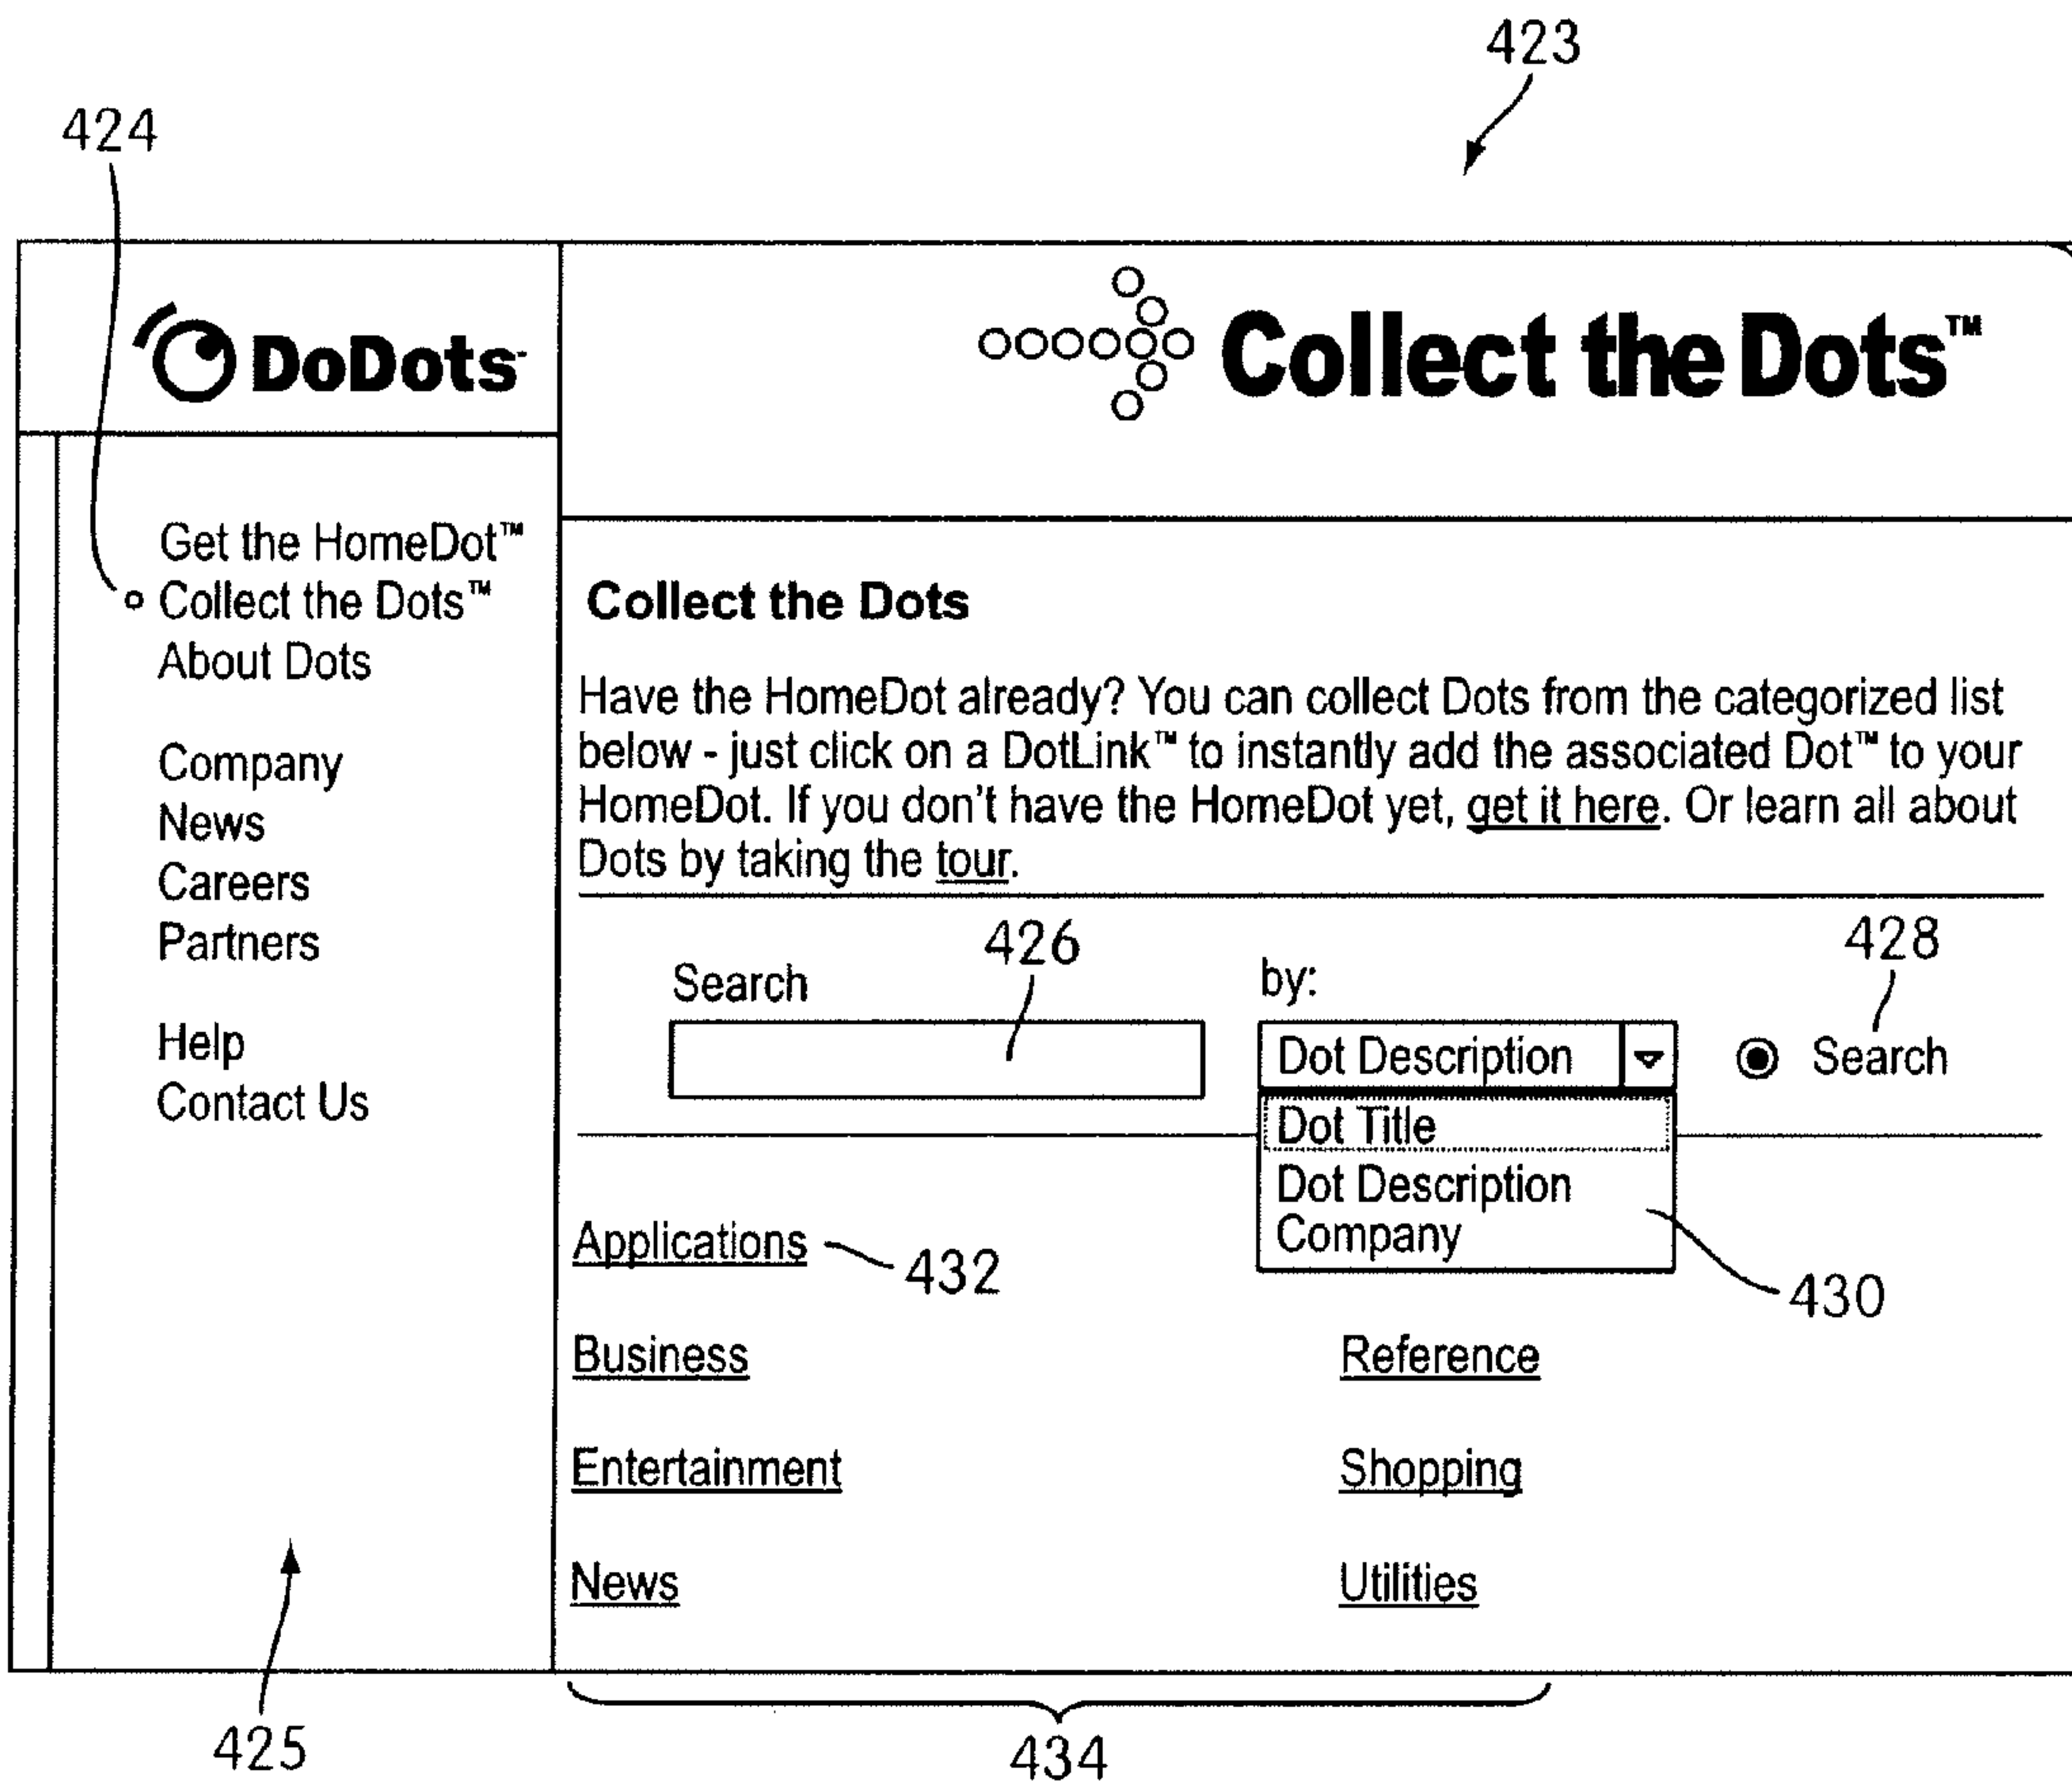 423
424
DoDots
Collect the Dots™
Get the HomeDot™
Collect the Dots™
About Dots
Company
News
Careers
Partners
Help
Contact Us
425
Collect the Dots
Have the HomeDot already? You can collect Dots from the categorized list
below - just click on a DotLink™ to instantly add the associated Dot™ to your
HomeDot. If you don't have the HomeDot yet, get it here. Or learn all about
Dots by taking the tour.
Search
426
by:
428
Dot Description
Search
Dot Title
Dot Description
Company
430
Applications
432
Business
Reference
Entertainment
Shopping
News
Utilities
434